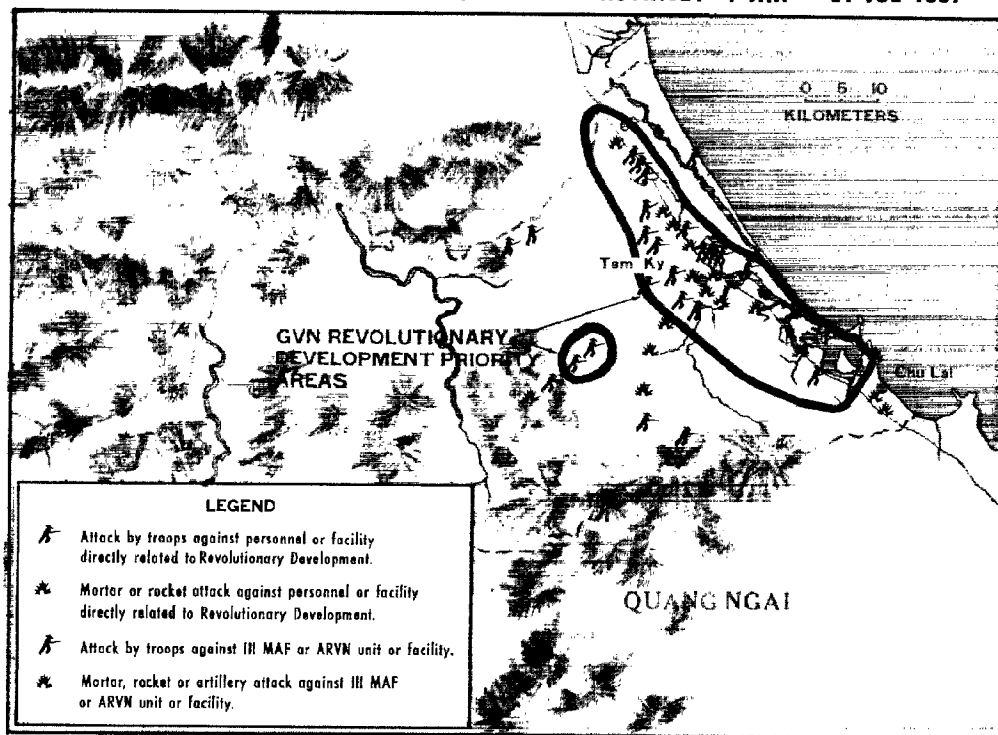 1967
0 5 10
KILOMETERS
Tam Ky
GVN REVOLUTIONARY
DEVELOPMENT PRIORITY
AREAS
Chu Lai
LEGEND
Attack by troops against personnel or facility
directly related to Revolutionary Development.
Mortar or rocket attack against personnel or facility
directly related to Revolutionary Development.
Attack by troops against III MAF or ARVN unit or facility.
Mortar, rocket or artillery attack against III MAF
or ARVN unit or facility.
QUANG NGAI